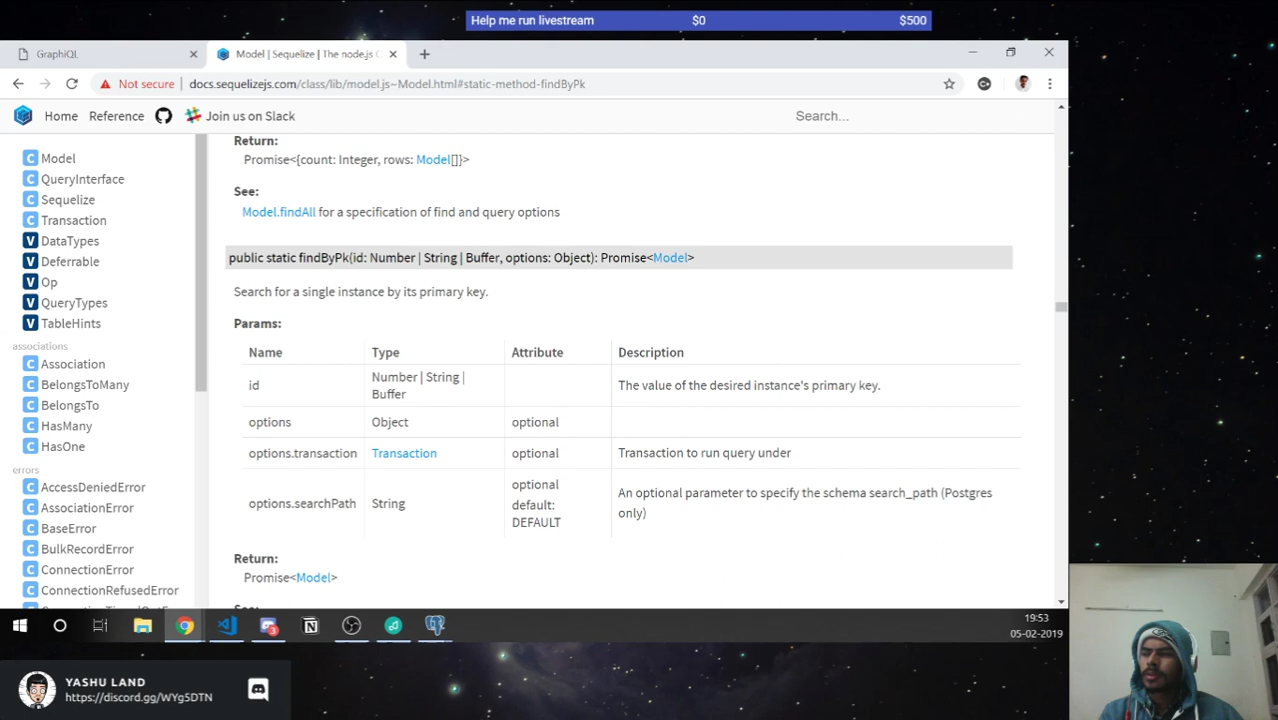 Help me run livestream $0 $500
GraphiQL
Model | Sequelize | The node.js
Not secure docs.sequelizejs.com/class/lib/model.js~Model.html#static-method-findByPk
Home Reference Join us on Slack Search...
C Model
C QueryInterface
C Sequelize
C Transaction
V DataTypes
V Deferrable
V Op
V QueryTypes
V TableHints
associations
C Association
C BelongsToMany
C BelongsTo
C HasMany
C HasOne
errors
C AccessDeniedError
C AssociationError
C BaseError
C BulkRecordError
C ConnectionError
C ConnectionRefusedError
Return:
Promise<{count: Integer, rows: Model[]}>
See:
Model.findAll for a specification of find and query options
public static findByPk(id: Number | String | Buffer, options: Object): Promise<Model>
Search for a single instance by its primary key.
Params:
Name Type Attribute Description
id Number | String | The value of the desired instance's primary key.
Buffer
options Object optional
options.transaction Transaction optional Transaction to run query under
options.searchPath String optional An optional parameter to specify the schema search_path (Postgres
default: only)
DEFAULT
Return:
Promise<Model>
3
19:53
05-02-2019
YASHU LAND
https://discord.gg/WYg5DTN